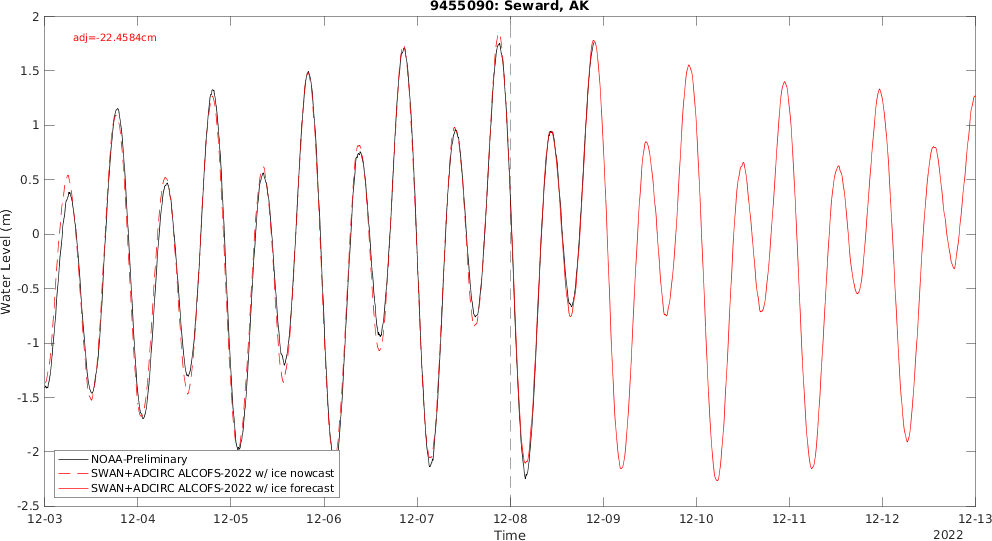 9455090: Seward, AK
adj=-22.4584cm
2
1.5
1
0.5
0
-0.5
-1
-1.5
-2
-2.5
Water Level (m)
NOAA-Preliminary
SWAN+ADCIRC ALCOFS-2022 w/ ice nowcast
SWAN+ADCIRC ALCOFS-2022 w/ ice forecast
12-03 12-04 12-05 12-06 12-07 12-08 12-09 12-10 12-11 12-12 12-13
Time
2022